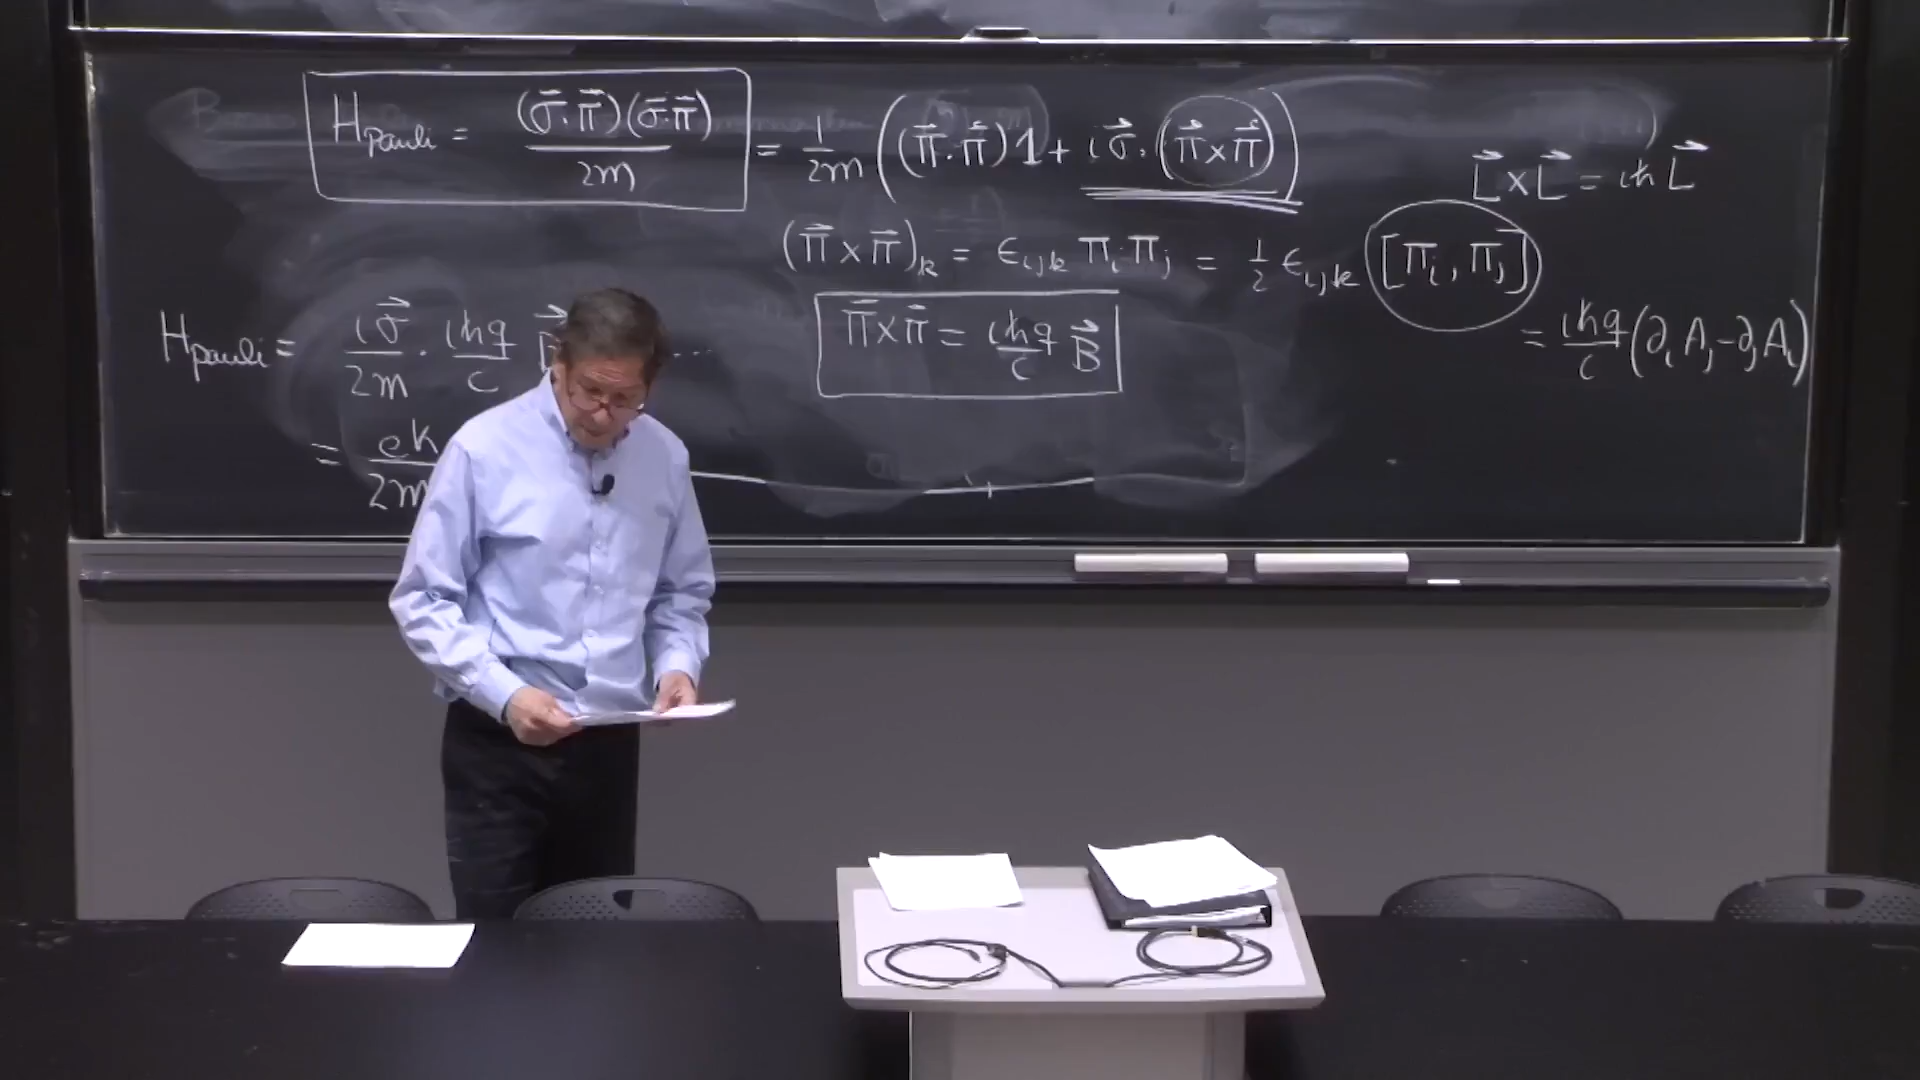 H_Pauli = (σ⃗·π⃗)(σ⃗·π⃗) / 2m = 1/2m ((π⃗·π⃗)1 + iσ⃗·(π⃗×π⃗))
L⃗×L⃗ = iħL⃗
(π⃗×π⃗)_k = ϵ_ijk π_i π_j = 1/2 ϵ_ijk [π_i, π_j]
= iħq/c (∂_i A_j - ∂_j A_i)
π⃗×π⃗ = iħq/c B⃗
H_Pauli = iσ⃗/2m · iħq/c ...
= eħ/2m